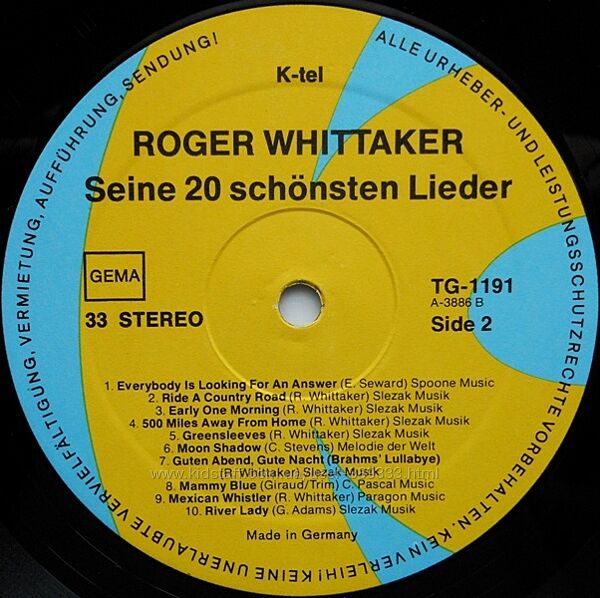 K-tel
ROGER WHITTAKER
Seine 20 schönsten Lieder
GEMA
33 STEREO
TG-1191
A-3886 B
Side 2
1. Everybody Is Looking For An Answer (E. Seward) Spoone Music
2. Ride A Country Road (R. Whittaker) Slezak Musik
3. Early One Morning (R. Whittaker) Slezak Musik
4. 500 Miles Away From Home (R. Whittaker) Slezak Musik
5. Greensleeves (R. Whittaker) Slezak Musik
6. Moon Shadow (C. Stevens) Melodie der Welt
7. Guten Abend, Gute Nacht (Brahms' Lullabye)
(R. Whittaker) Slezak Musik
8. Mammy Blue (Giraud/Trim) C. Pascal Music
9. Mexican Whistler (R. Whittaker) Paragon Music
10. River Lady (G. Adams) Slezak Musik
Made in Germany
ALLE URHEBER- UND LEISTUNGSSCHUTZRECHTE VORBEHALTEN. KEIN VERLEIH! KEINE UNERLAUBTE VERVIELFÄLTIGUNG, VERMIETUNG, AUFFÜHRUNG, SENDUNG!